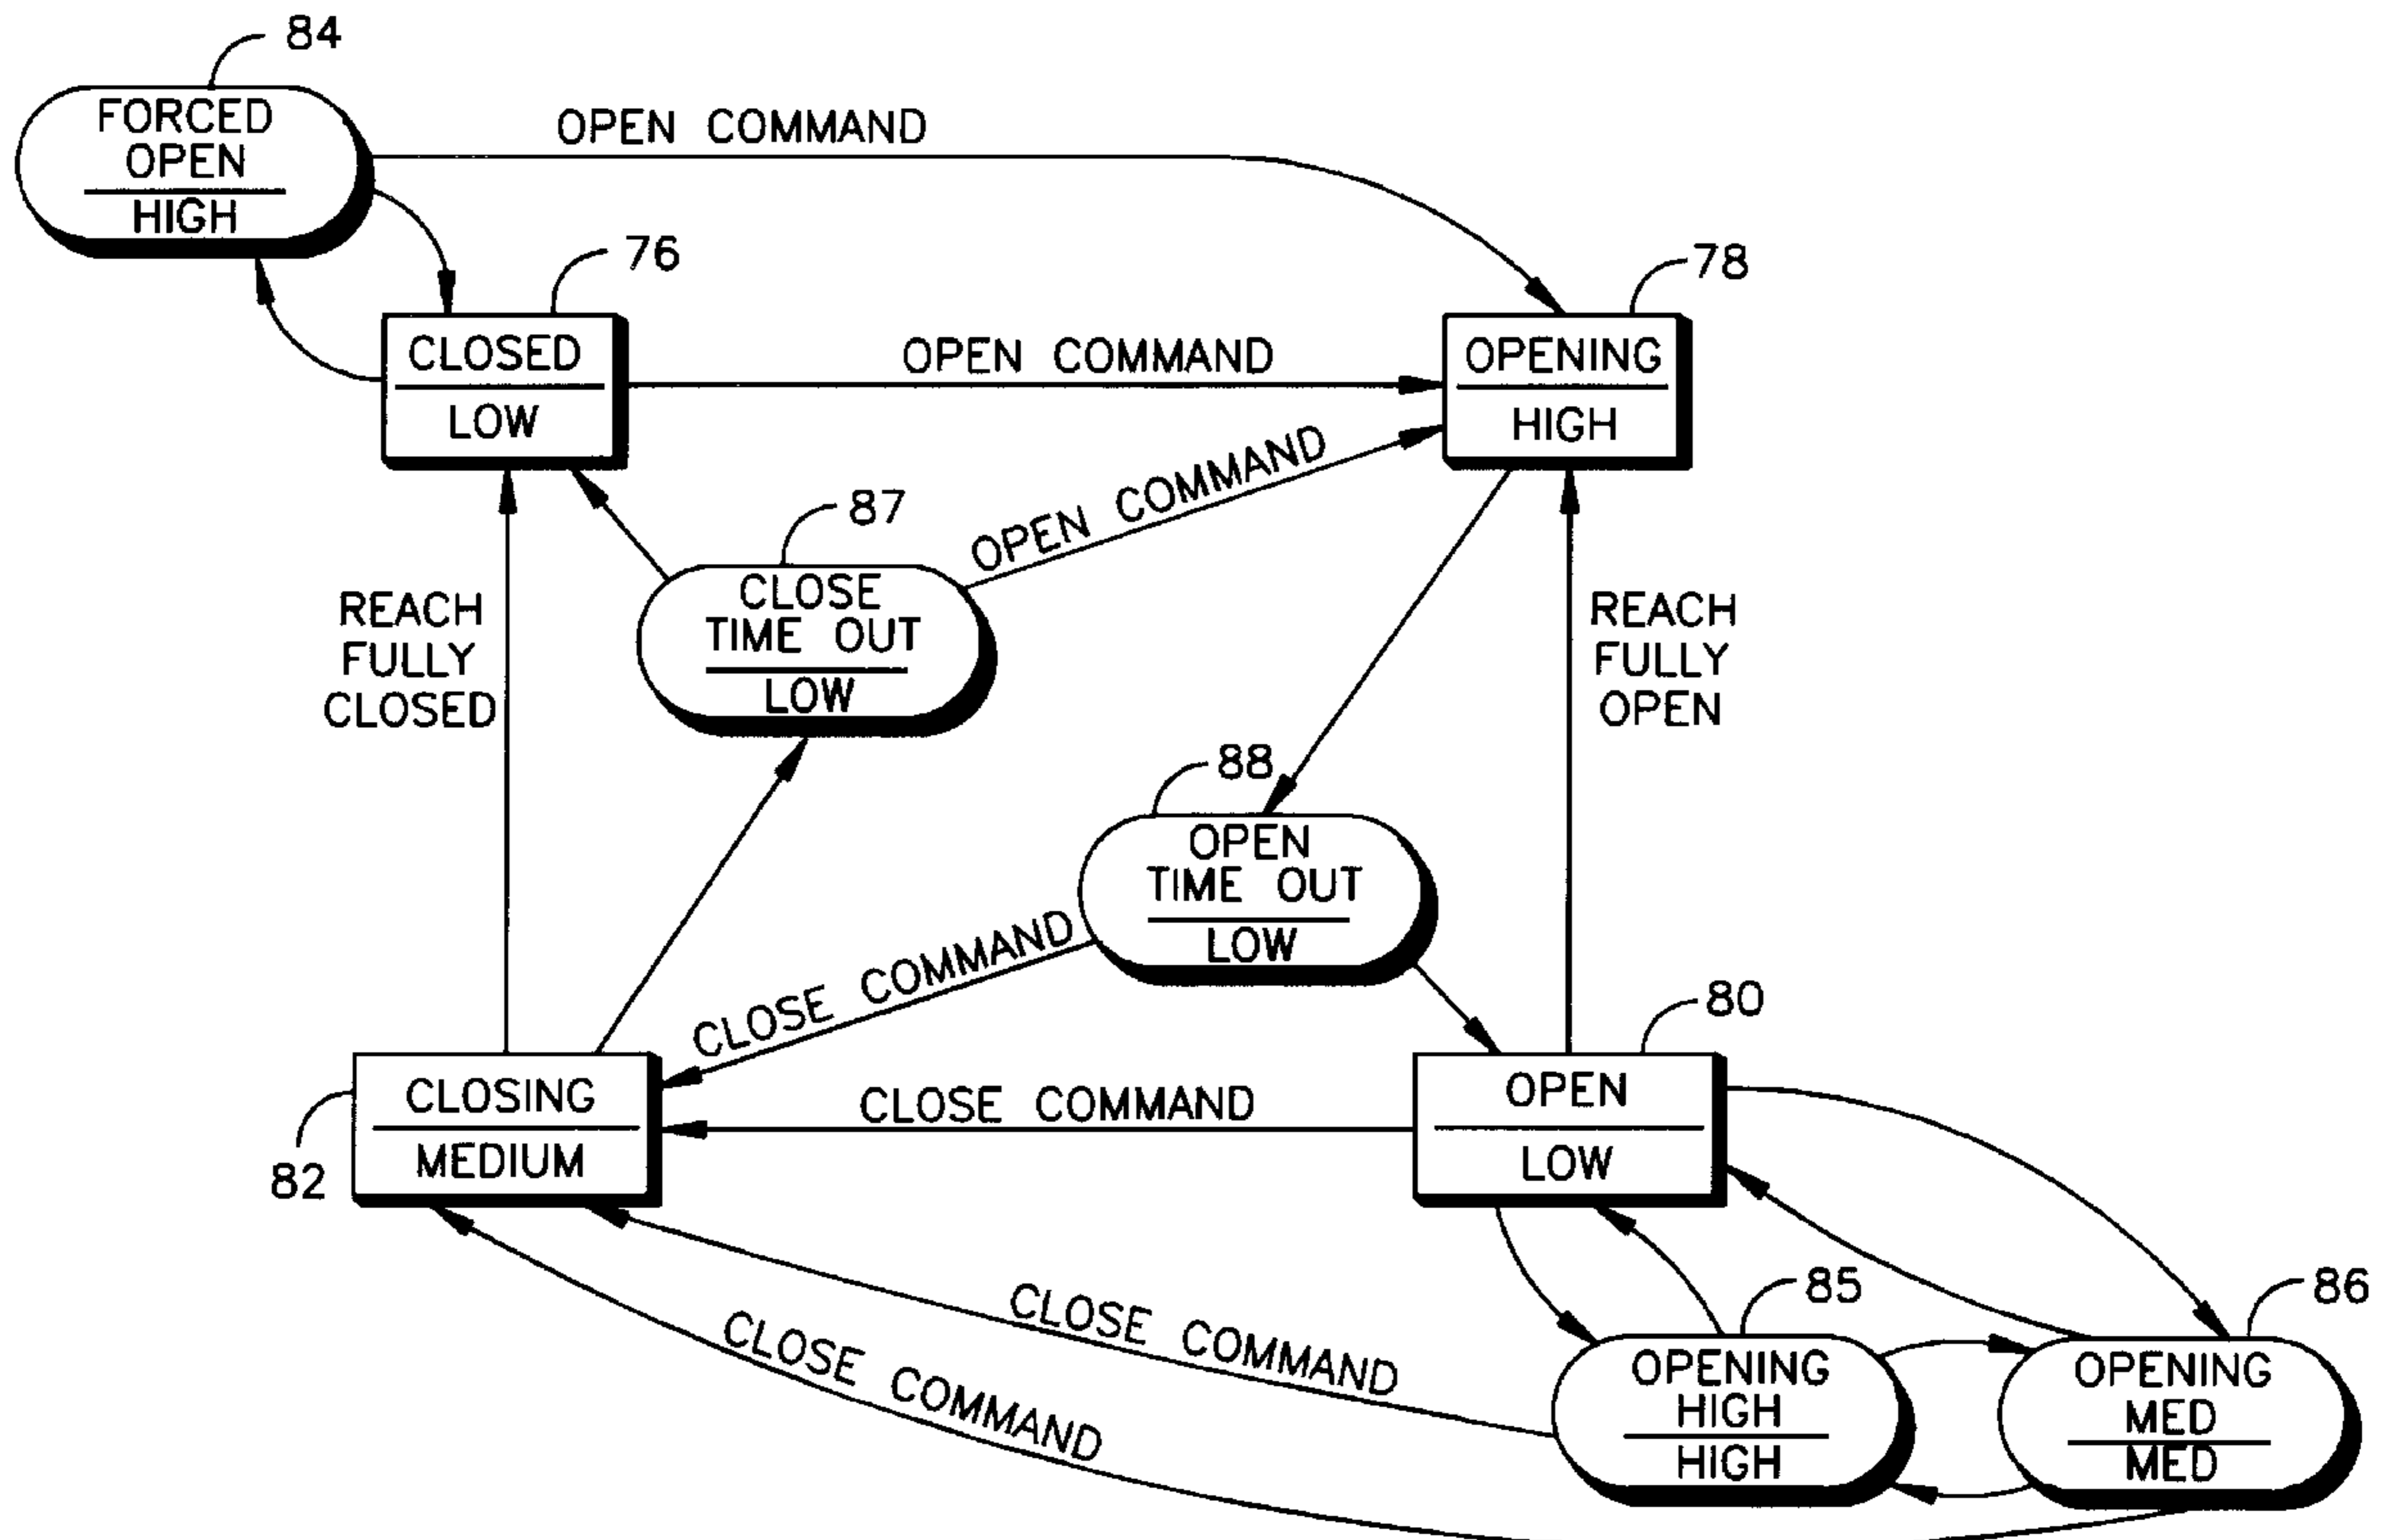 84
FORCED
OPEN
HIGH
OPEN COMMAND
76
78
CLOSED
LOW
OPEN COMMAND
OPENING
HIGH
87
OPEN COMMAND
CLOSE
TIME OUT
LOW
REACH
FULLY
CLOSED
REACH
FULLY
OPEN
88
OPEN
TIME OUT
LOW
CLOSE COMMAND
80
CLOSING
MEDIUM
82
CLOSE COMMAND
OPEN
LOW
85
86
CLOSE COMMAND
CLOSE COMMAND
OPENING
HIGH
HIGH
OPENING
MED
MED